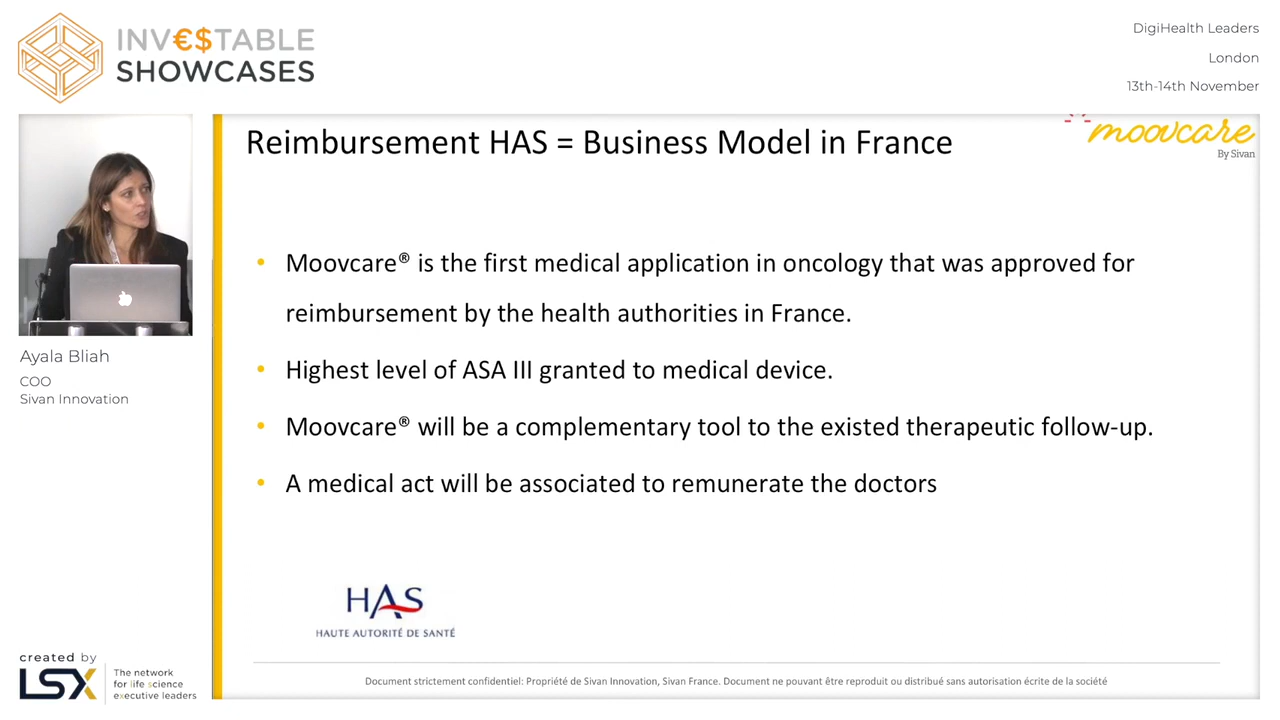 INV€$TABLE
SHOWCASES
DigiHealth Leaders
London
13th-14th November
Ayala Bliah
COO
Sivan Innovation
Reimbursement HAS = Business Model in France
moovcare
By Sivan
• Moovcare® is the first medical application in oncology that was approved for
reimbursement by the health authorities in France.
• Highest level of ASA III granted to medical device.
• Moovcare® will be a complementary tool to the existed therapeutic follow-up.
• A medical act will be associated to remunerate the doctors
HAS
HAUTE AUTORITÉ DE SANTÉ
Document strictement confidentiel: Propriété de Sivan Innovation, Sivan France. Document ne pouvant être reproduit ou distribué sans autorisation écrite de la société
created by
LSX
The network
for life science
executive leaders